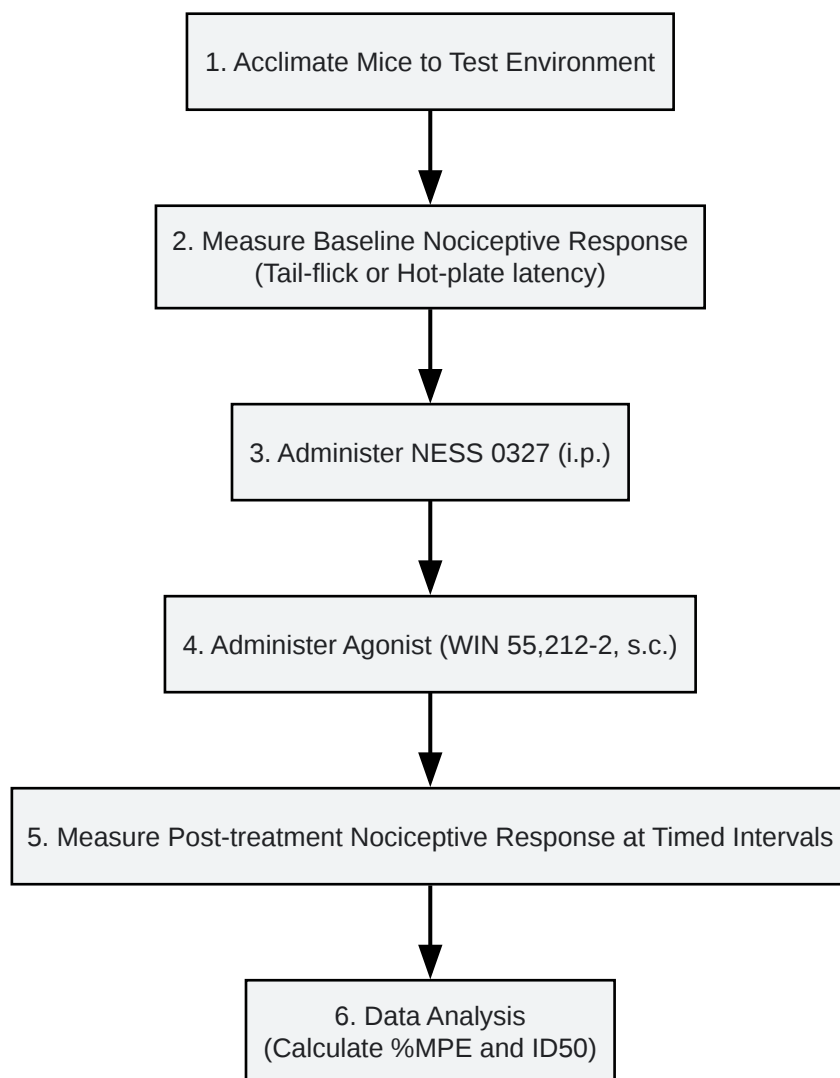 1. Acclimate Mice to Test Environment
2. Measure Baseline Nociceptive Response
(Tail-flick or Hot-plate latency)
3. Administer NESS 0327 (i.p.)
4. Administer Agonist (WIN 55,212-2, s.c.)
5. Measure Post-treatment Nociceptive Response at Timed Intervals
6. Data Analysis
(Calculate %MPE and ID50)